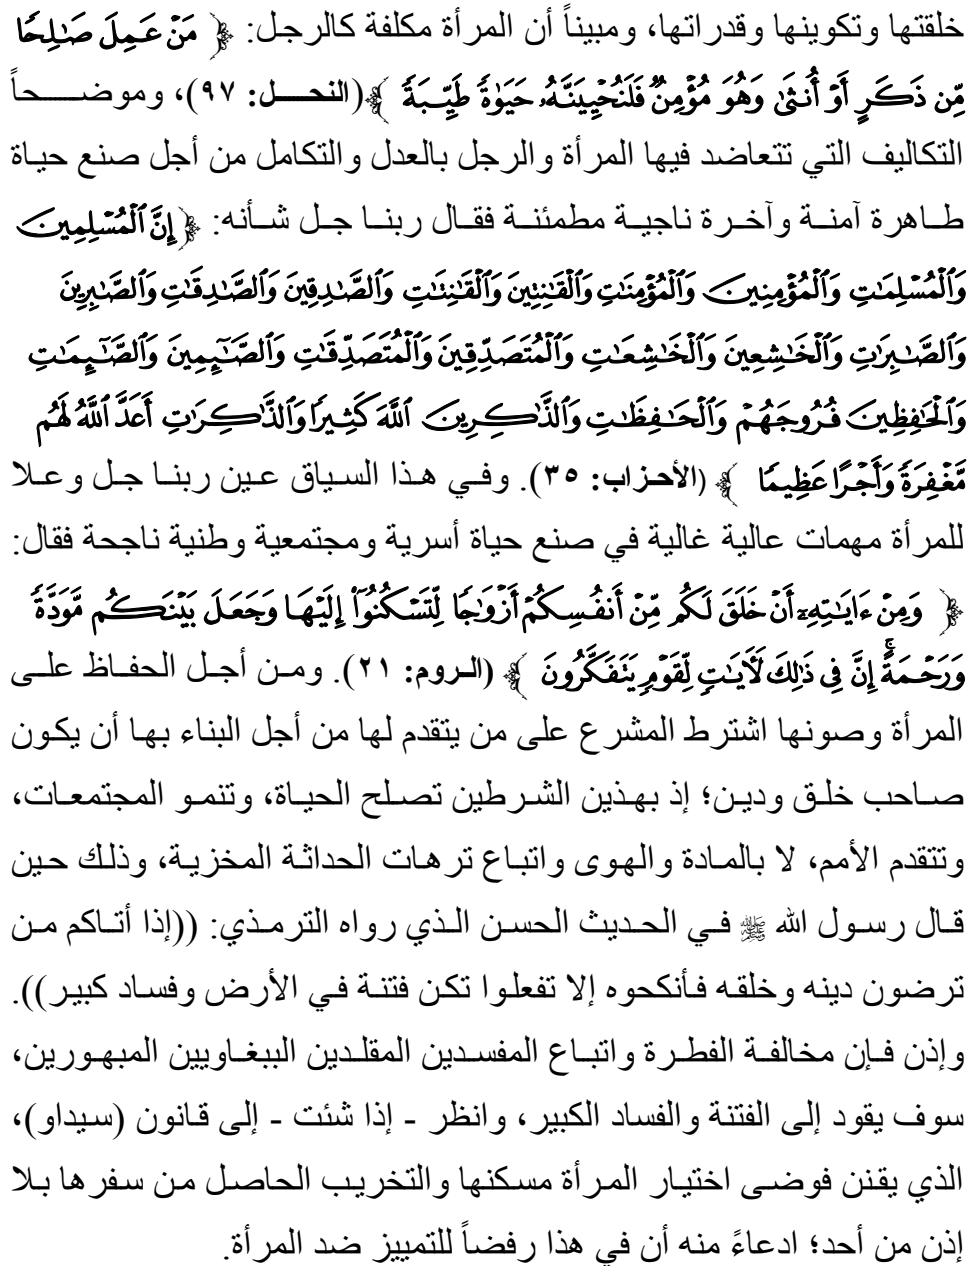 خلقتها وتكوينها وقدراتها، ومبيناً أن المرأة مكلفة كالرجل: ﴿ مَنْ عَمِلَ صَٰلِحًا
مِّن ذَكَرٍ أَوْ أُنثَىٰ وَهُوَ مُؤْمِنٌ فَلَنُحْيِيَنَّهُۥ حَيَوٰةً طَيِّبَةً ﴾ (النحل: ٩٧)، وموضحاً
التكاليف التي تتعاضد فيها المرأة والرجل بالعدل والتكامل من أجل صنع حياة
طاهرة آمنة وآخرة ناجية مطمئنة فقال ربنا جل شأنه: ﴿ إِنَّ ٱلْمُسْلِمِينَ
وَٱلْمُسْلِمَٰتِ وَٱلْمُؤْمِنِينَ وَٱلْمُؤْمِنَٰتِ وَٱلْقَٰنِتِينَ وَٱلْقَٰنِتَٰتِ وَٱلصَّٰدِقِينَ وَٱلصَّٰدِقَٰتِ وَٱلصَّٰبِرِينَ
وَٱلصَّٰبِرَٰتِ وَٱلْخَٰشِعِينَ وَٱلْخَٰشِعَٰتِ وَٱلْمُتَصَدِّقِينَ وَٱلْمُتَصَدِّقَٰتِ وَٱلصَّٰٓئِمِينَ وَٱلصَّٰٓئِمَٰتِ
وَٱلْحَٰفِظِينَ فُرُوجَهُمْ وَٱلْحَٰفِظَٰتِ وَٱلذَّٰكِرِينَ ٱللَّهَ كَثِيرًا وَٱلذَّٰكِرَٰتِ أَعَدَّ ٱللَّهُ لَهُم
مَّغْفِرَةً وَأَجْرًا عَظِيمًا ﴾ (الأحزاب: ٣٥). وفي هذا السياق عين ربنا جل وعلا
للمرأة مهمات عالية غالية في صنع حياة أسرية ومجتمعية وطنية ناجحة فقال:
﴿ وَمِنْ ءَايَٰتِهِۦٓ أَنْ خَلَقَ لَكُم مِّنْ أَنفُسِكُمْ أَزْوَٰجًا لِّتَسْكُنُوٓا۟ إِلَيْهَا وَجَعَلَ بَيْنَكُم مَّوَدَّةً
وَرَحْمَةً ۚ إِنَّ فِى ذَٰلِكَ لَءَايَٰتٍ لِّقَوْمٍ يَتَفَكَّرُونَ ﴾ (الروم: ٢١). ومن أجل الحفاظ على
المرأة وصونها اشترط المشرع على من يتقدم لها من أجل البناء بها أن يكون
صاحب خلق ودين؛ إذ بهذين الشرطين تصلح الحياة، وتنمو المجتمعات،
وتتقدم الأمم، لا بالمادة والهوى واتباع ترهات الحداثة المخزية، وذلك حين
قال رسول الله ﷺ في الحديث الحسن الذي رواه الترمذي: ((إذا أتاكم من
ترضون دينه وخلقه فأنكحوه إلا تفعلوا تكن فتنة في الأرض وفساد كبير)).
وإذن فإن مخالفة الفطرة واتباع المفسدين المقلدين الببغاويين المبهورين،
سوف يقود إلى الفتنة والفساد الكبير، وانظر - إذا شئت - إلى قانون (سيداو)،
الذي يقنن فوضى اختيار المرأة مسكنها والتخريب الحاصل من سفرها بلا
إذن من أحد؛ ادعاءً منه أن في هذا رفضاً للتمييز ضد المرأة.